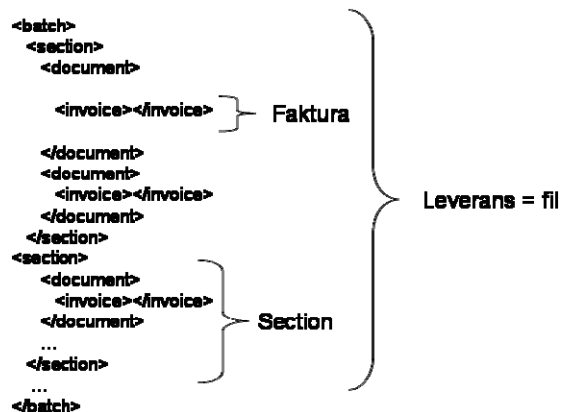 <batch>
<section>
<document>
<invoice></invoice>
Faktura
</document>
<document>
<invoice></invoice>
Leverans = fil
</document>
</section>
<section>
<document>
<invoice></invoice>
Section
</document>
...
</section>
...
</batch>